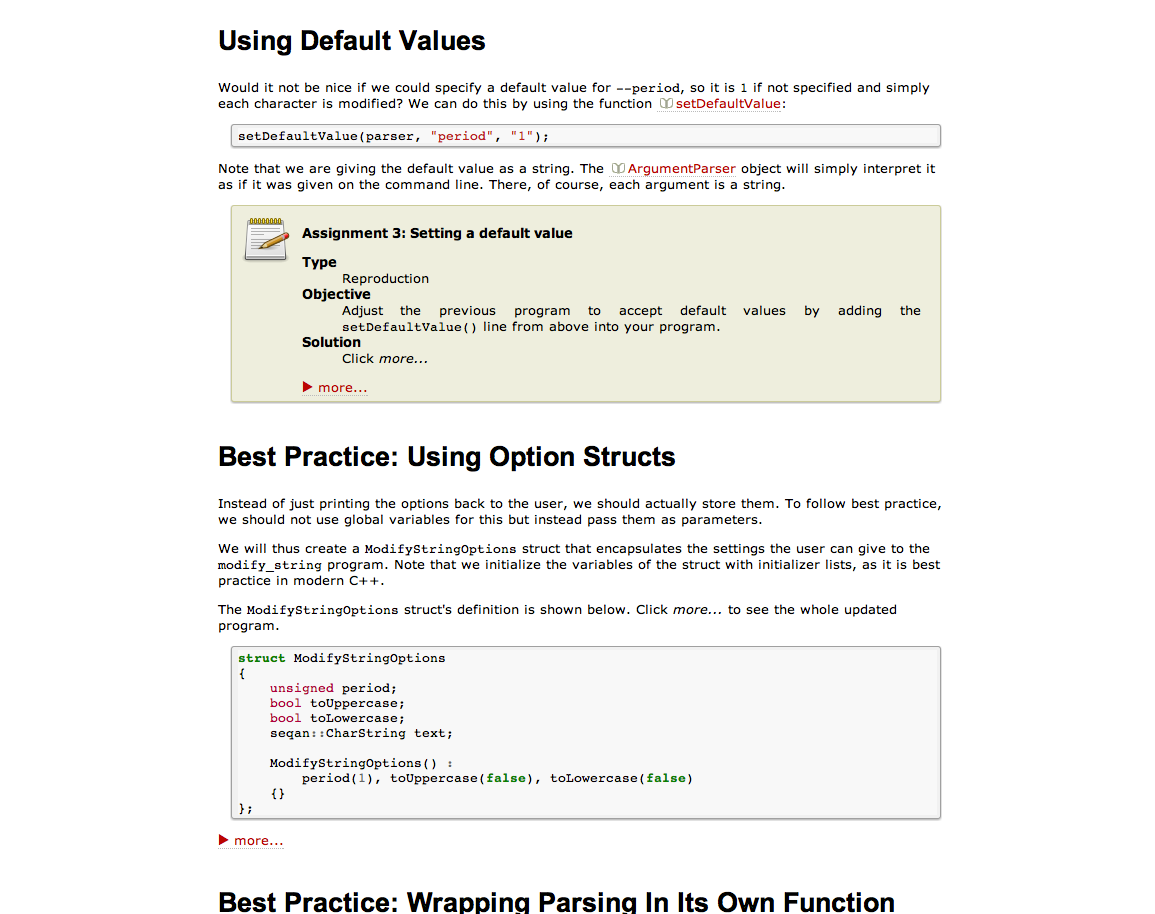 Using Default Values
Would it not be nice if we could specify a default value for --period, so it is 1 if not specified and simply
each character is modified? We can do this by using the function setDefaultValue:
setDefaultValue(parser, "period", "1");
Note that we are giving the default value as a string. The ArgumentParser object will simply interpret it
as if it was given on the command line. There, of course, each argument is a string.
Assignment 3: Setting a default value
Type
Reproduction
Objective
Adjust the previous program to accept default values by adding the
setDefaultValue() line from above into your program.
Solution
Click more...
more...
Best Practice: Using Option Structs
Instead of just printing the options back to the user, we should actually store them. To follow best practice,
we should not use global variables for this but instead pass them as parameters.
We will thus create a ModifyStringOptions struct that encapsulates the settings the user can give to the
modify_string program. Note that we initialize the variables of the struct with initializer lists, as it is best
practice in modern C++.
The ModifyStringOptions struct's definition is shown below. Click more... to see the whole updated
program.
struct ModifyStringOptions
{
    unsigned period;
    bool toUppercase;
    bool toLowercase;
    seqan::CharString text;

    ModifyStringOptions() :
        period(1), toUppercase(false), toLowercase(false)
    {}
};
more...
Best Practice: Wrapping Parsing In Its Own Function